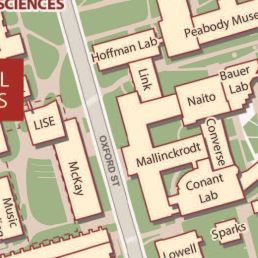 SCIENCES
Peabody Muse
Hoffman Lab
L
S
Link
Bauer
Lab
Naito
LISE
OXFORD ST
Converse
Mallinckrodt
McKay
Conant
Lab
Music
Sparks
Lowell